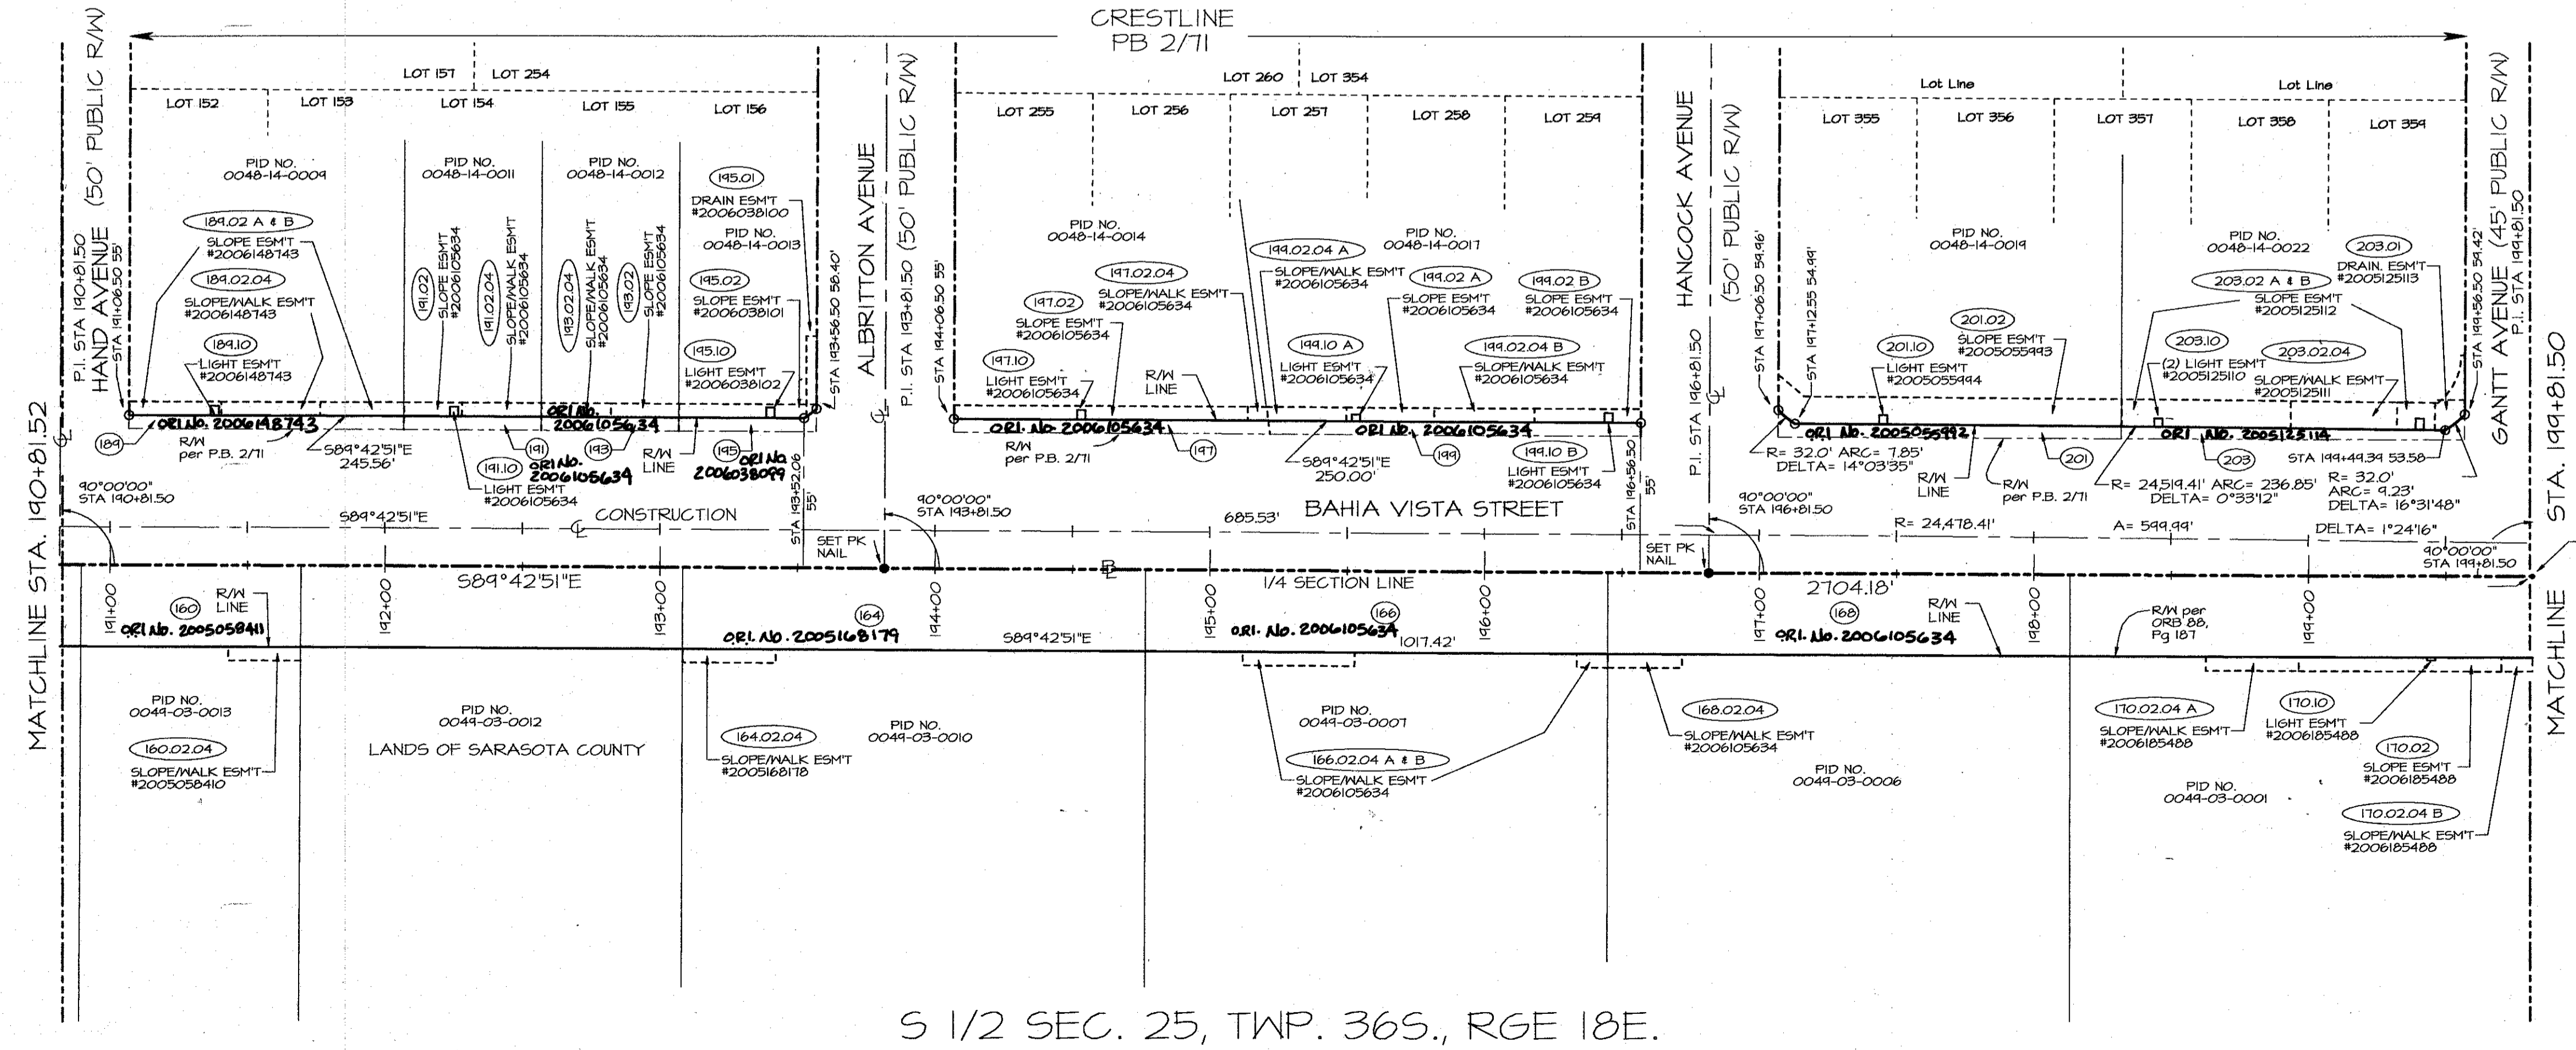 CRESTLINE
PB 2/71
MATCHLINE STA. 190+81.52
P.I. STA 190+81.50
HAND AVENUE (50' PUBLIC R/W)
STA 191+06.50 55'
LOT 157
LOT 254
LOT 152
LOT 153
LOT 154
LOT 155
LOT 156
PID NO.
0048-14-0009
PID NO.
0048-14-0011
PID NO.
0048-14-0012
195.01
DRAIN ESM'T
#2006038100
PID NO.
0048-14-0013
189.02 A & B
SLOPE ESM'T
#2006148743
189.02.04
SLOPE/WALK ESM'T
#2006148743
189.10
LIGHT ESM'T
#2006148743
191.02
SLOPE ESM'T
#2006105634
191.02.04
SLOPE/WALK ESM'T
#2006105634
193.02.04
SLOPE/WALK ESM'T
#2006105634
193.02
SLOPE ESM'T
#2006105634
195.02
SLOPE ESM'T
#2006038101
195.10
LIGHT ESM'T
#2006038102
STA 193+56.50 58.40'
ALBRITTON AVENUE
P.I. STA 193+81.50 (50' PUBLIC R/W)
STA 194+06.50 55'
ORI No. 2006148743
189
R/W
per P.B. 2/71
S89°42'51"E
245.56'
ORI No.
2006105634
191
ORI No.
2006105634
193
R/W
LINE
195
ORI No
2006038099
191.10
LIGHT ESM'T
#2006105634
STA 193+52.06
55'
LOT 260
LOT 354
LOT 255
LOT 256
LOT 257
LOT 258
LOT 259
PID NO.
0048-14-0014
PID NO.
0048-14-0017
197.02.04
SLOPE/WALK ESM'T
#2006105634
197.02
SLOPE ESM'T
#2006105634
197.10
LIGHT ESM'T
#2006105634
R/W
LINE
199.02.04 A
SLOPE/WALK ESM'T
#2006105634
199.02 A
SLOPE ESM'T
#2006105634
199.02 B
SLOPE ESM'T
#2006105634
199.10 A
LIGHT ESM'T
#2006105634
199.02.04 B
SLOPE/WALK ESM'T
#2006105634
ORI. No 2006105634
R/W
per P.B. 2/71
197
S89°42'51"E
250.00'
ORI No. 2006105634
199
199.10 B
LIGHT ESM'T
#2006105634
STA 196+56.50
55'
HANCOCK AVENUE
(50' PUBLIC R/W)
P.I. STA 196+81.50
STA 197+06.50 59.96'
STA 197+12.55 54.99'
Lot Line
Lot Line
LOT 355
LOT 356
LOT 357
LOT 358
LOT 359
PID NO.
0048-14-0019
PID NO.
0048-14-0022
203.01
DRAIN. ESM'T
#2005125113
203.02 A & B
SLOPE ESM'T
#2005125112
201.02
SLOPE ESM'T
#2005055993
201.10
LIGHT ESM'T
#2005055994
203.10
(2) LIGHT ESM'T
#2005125110
203.02.04
SLOPE/WALK ESM'T
#2005125111
GANTT AVENUE (45' PUBLIC R/W)
P.I. STA 199+81.50
STA 199+56.50 59.42'
MATCHLINE STA. 199+81.50
ORI No. 2005055992
ORI No. 2005125114
R= 32.0' ARC= 7.85'
DELTA= 14°03'35"
R/W
LINE
R/W
per P.B. 2/71
201
203
STA 199+49.39 53.58
R= 24,519.41' ARC= 236.85'
DELTA= 0°33'12"
R= 32.0'
ARC= 9.23'
DELTA= 16°31'48"
90°00'00"
STA 190+81.50
S89°42'51"E
CONSTRUCTION
SET PK
NAIL
90°00'00"
STA 193+81.50
685.53'
BAHIA VISTA STREET
SET PK
NAIL
90°00'00"
STA 196+81.50
R= 24,478.41'
A= 599.99'
DELTA= 1°24'16"
90°00'00"
STA 199+81.50
S89°42'51"E
1/4 SECTION LINE
2704.18'
191+00
192+00
193+00
194+00
195+00
196+00
197+00
198+00
199+00
160
R/W
LINE
ORI No. 2005058411
164
ORI. No. 2005168179
S89°42'51"E
166
ORI. No. 2006105634
1017.42'
168
ORI. No. 2006105634
R/W
LINE
R/W per
ORB 88,
Pg 187
PID NO.
0049-03-0013
160.02.04
SLOPE/WALK ESM'T
#2005058410
PID NO.
0049-03-0012
LANDS OF SARASOTA COUNTY
164.02.04
SLOPE/WALK ESM'T
#2005168178
PID NO.
0049-03-0010
PID NO.
0049-03-0007
166.02.04 A & B
SLOPE/WALK ESM'T
#2006105634
168.02.04
SLOPE/WALK ESM'T
#2006105634
PID NO.
0049-03-0006
170.02.04 A
SLOPE/WALK ESM'T
#2006185488
170.10
LIGHT ESM'T
#2006185488
170.02
SLOPE ESM'T
#2006185488
PID NO.
0049-03-0001
170.02.04 B
SLOPE/WALK ESM'T
#2006185488
S 1/2 SEC. 25, TWP. 36S., RGE 18E.